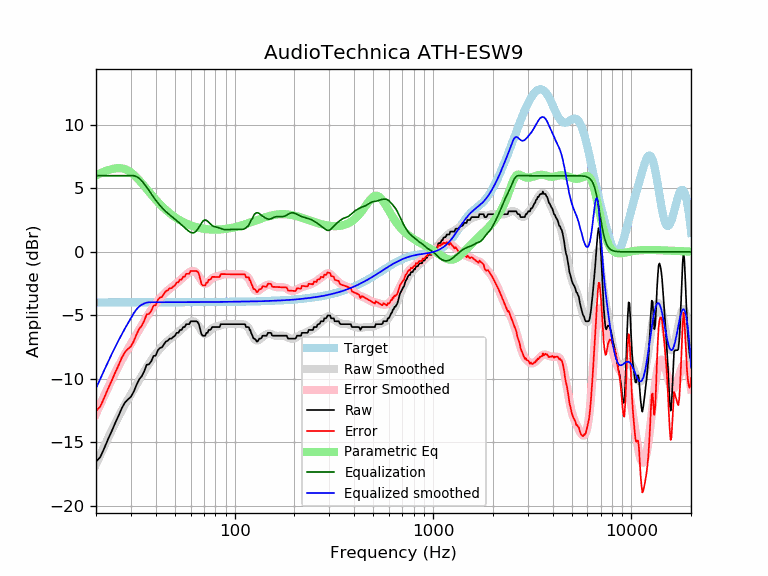 AudioTechnica ATH-ESW9
Amplitude (dBr)
10
5
0
−5
−10
−15
−20
Target
Raw Smoothed
Error Smoothed
Raw
Error
Parametric Eq
Equalization
Equalized smoothed
100
1000
10000
Frequency (Hz)